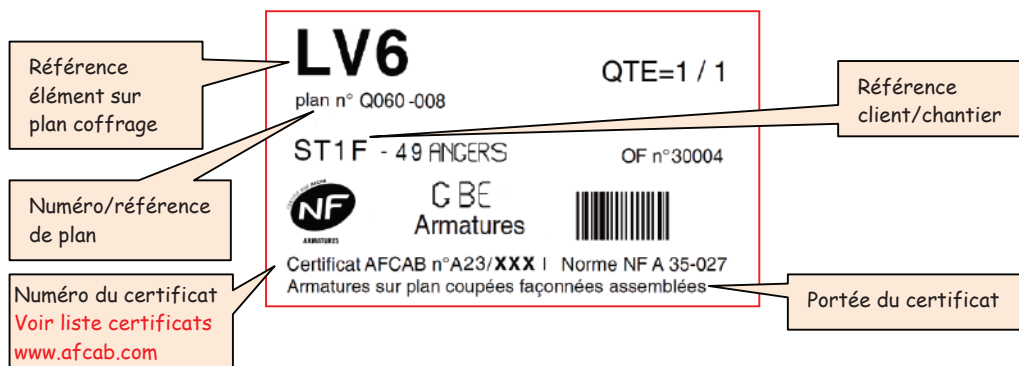 LV6
QTE=1 / 1
plan n° Q060-008
ST1F - 49 ANGERS
OF n°30004
NF
ARMATURES
GBE
Armatures
Certificat AFCAB n°A23/XXX | Norme NF A 35-027
Armatures sur plan coupées façonnées assemblées
Référence
élément sur
plan coffrage
Numéro/référence
de plan
Numéro du certificat
Voir liste certificats
www.afcab.com
Référence
client/chantier
Portée du certificat